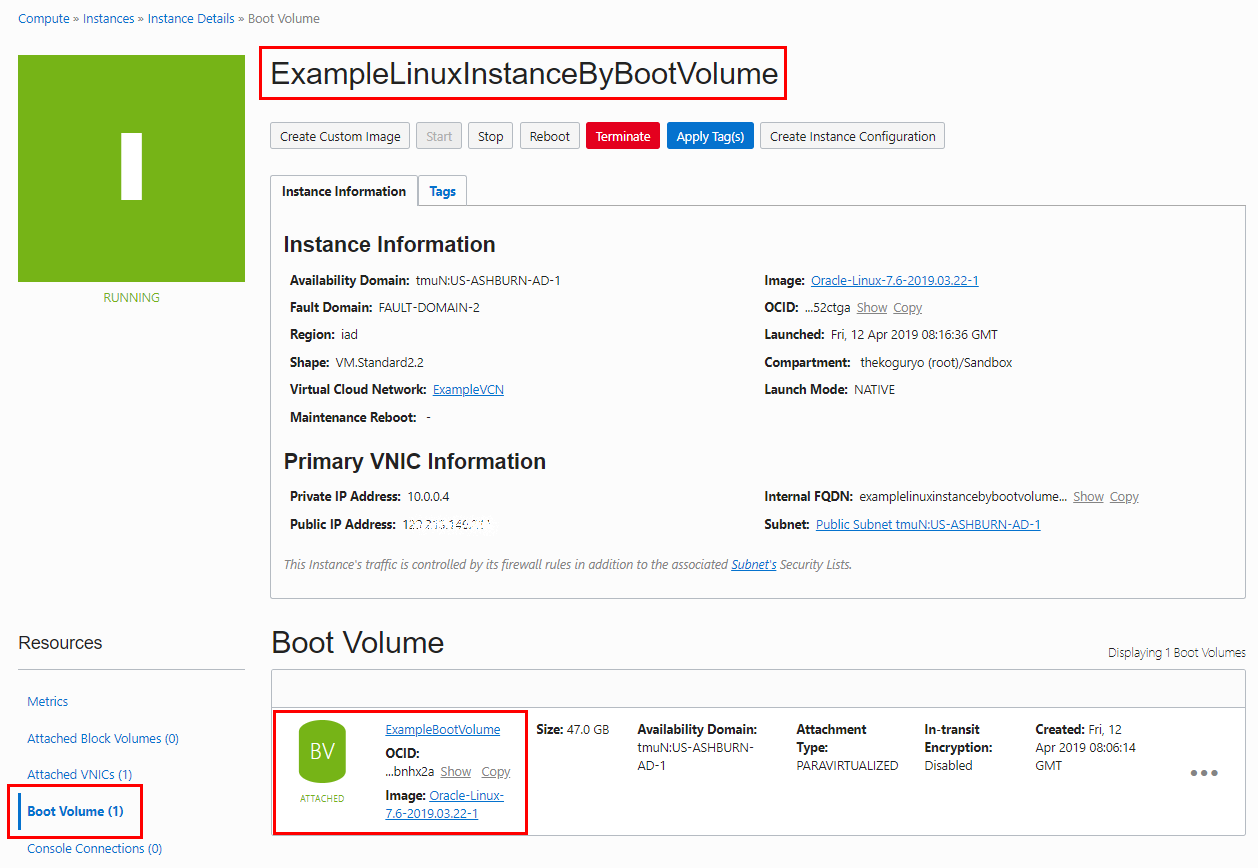 Compute » Instances » Instance Details » Boot Volume
I
RUNNING
ExampleLinuxInstanceByBootVolume
Create Custom Image Start Stop Reboot Terminate Apply Tag(s) Create Instance Configuration
Instance Information Tags
Instance Information
Availability Domain: tmuN:US-ASHBURN-AD-1
Fault Domain: FAULT-DOMAIN-2
Region: iad
Shape: VM.Standard2.2
Virtual Cloud Network: ExampleVCN
Maintenance Reboot: -
Image: Oracle-Linux-7.6-2019.03.22-1
OCID: ...52ctga Show Copy
Launched: Fri, 12 Apr 2019 08:16:36 GMT
Compartment: thekoguryo (root)/Sandbox
Launch Mode: NATIVE
Primary VNIC Information
Private IP Address: 10.0.0.4
Public IP Address:
Internal FQDN: examplelinuxinstancebybootvolume... Show Copy
Subnet: Public Subnet tmuN:US-ASHBURN-AD-1
This Instance's traffic is controlled by its firewall rules in addition to the associated Subnet's Security Lists.
Resources
Metrics
Attached Block Volumes (0)
Attached VNICs (1)
Boot Volume (1)
Console Connections (0)
Boot Volume
Displaying 1 Boot Volumes
BV
ATTACHED
ExampleBootVolume
OCID:
...bnhx2a Show Copy
Image: Oracle-Linux-
7.6-2019.03.22-1
Size: 47.0 GB
Availability Domain:
tmuN:US-ASHBURN-
AD-1
Attachment
Type:
PARAVIRTUALIZED
In-transit
Encryption:
Disabled
Created: Fri, 12
Apr 2019 08:06:14
GMT